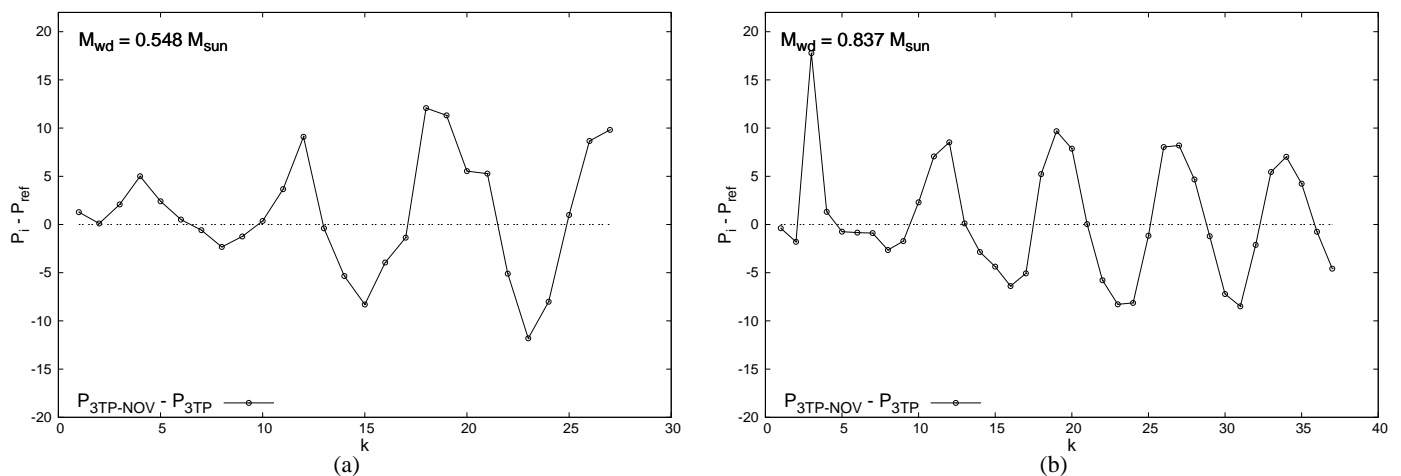 M_wd = 0.548 M_sun
20
15
10
5
0
-5
-10
-15
-20
P_i - P_ref
P_3TP-NOV - P_3TP
0 5 10 15 20 25 30
k
(a)
M_wd = 0.837 M_sun
20
15
10
5
0
-5
-10
-15
-20
P_i - P_ref
P_3TP-NOV - P_3TP
0 5 10 15 20 25 30 35 40
k
(b)